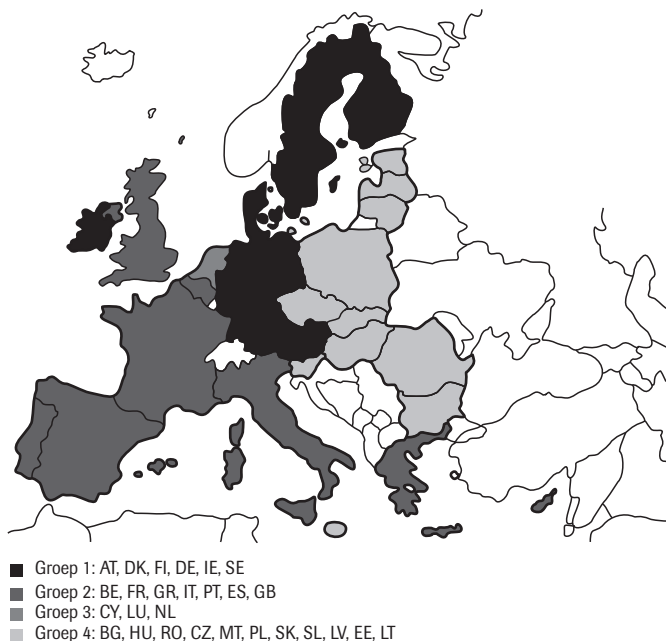 Groep 1: AT, DK, FI, DE, IE, SE
Groep 2: BE, FR, GR, IT, PT, ES, GB
Groep 3: CY, LU, NL
Groep 4: BG, HU, RO, CZ, MT, PL, SK, SL, LV, EE, LT